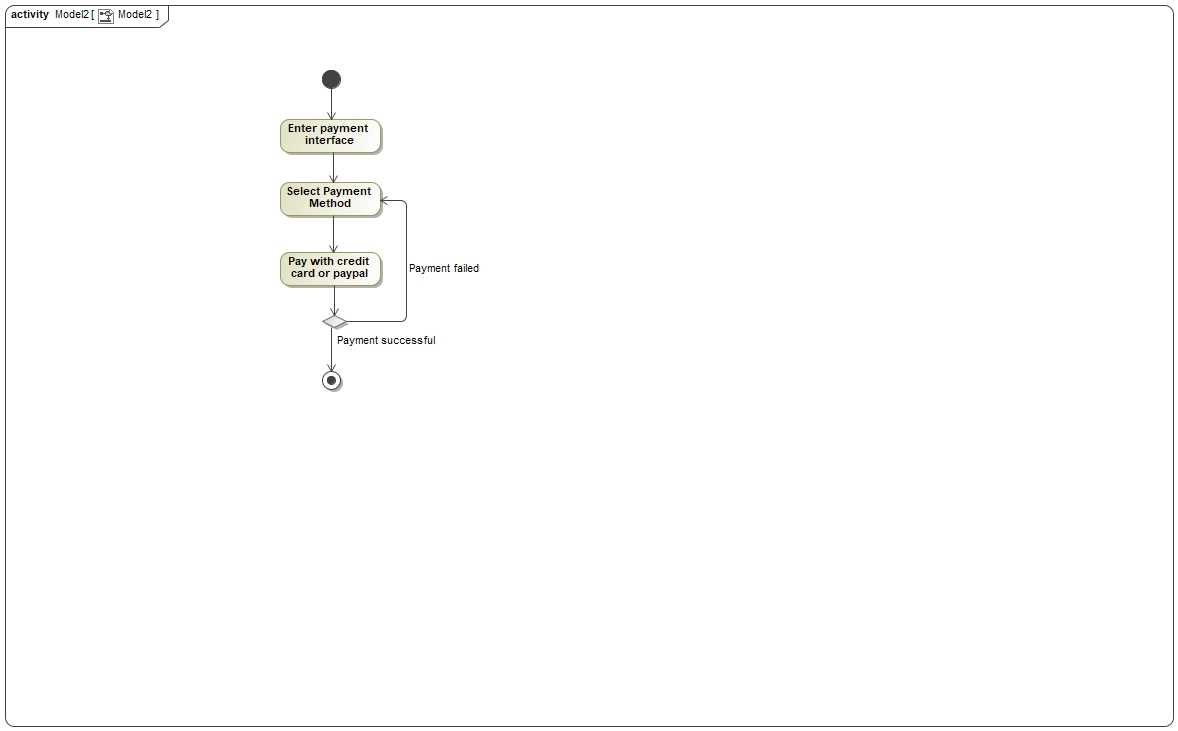 activity Model2 [ Model2 ]
Enter payment
interface
Select Payment
Method
Pay with credit
card or paypal
Payment failed
Payment successful